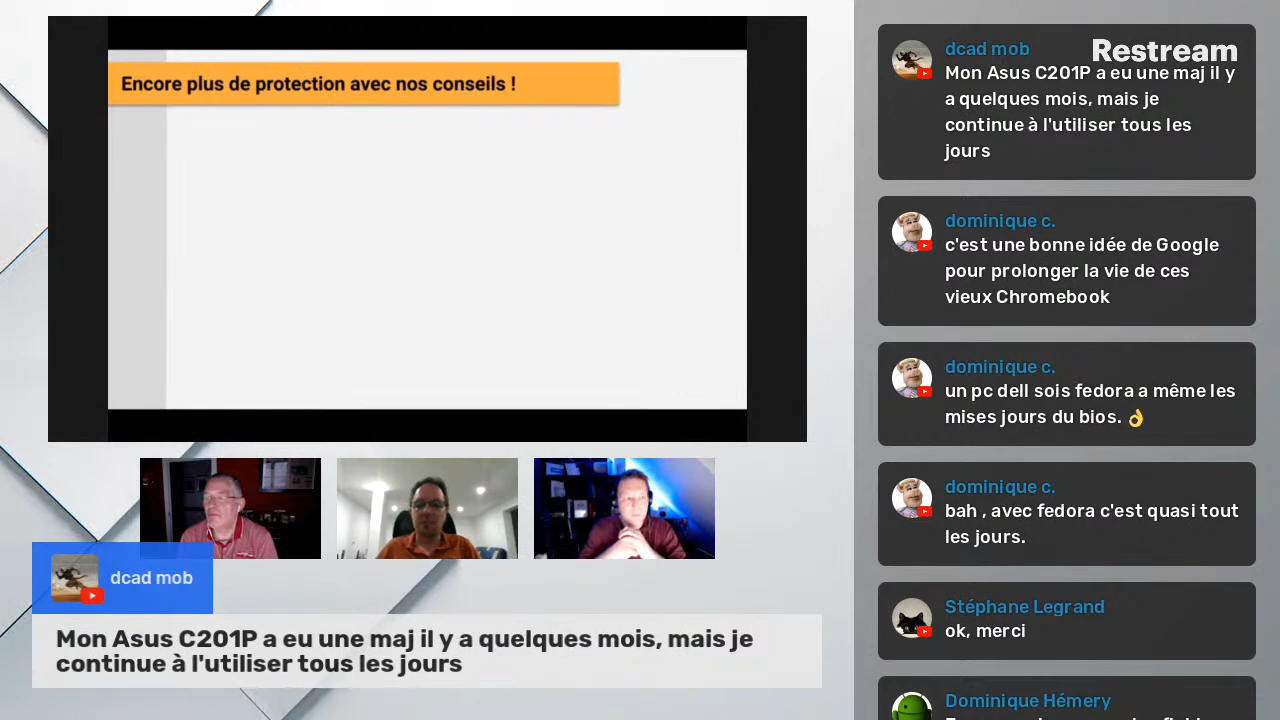 Encore plus de protection avec nos conseils !
dcad mob
Mon Asus C201P a eu une maj il y a quelques mois, mais je
continue à l'utiliser tous les jours
Restream
dcad mob
Mon Asus C201P a eu une maj il y
a quelques mois, mais je
continue à l'utiliser tous les
jours
dominique c.
c'est une bonne idée de Google
pour prolonger la vie de ces
vieux Chromebook
dominique c.
un pc dell sois fedora a même les
mises jours du bios. 👌
dominique c.
bah , avec fedora c'est quasi tout
les jours.
Stéphane Legrand
ok, merci
Dominique Hémery